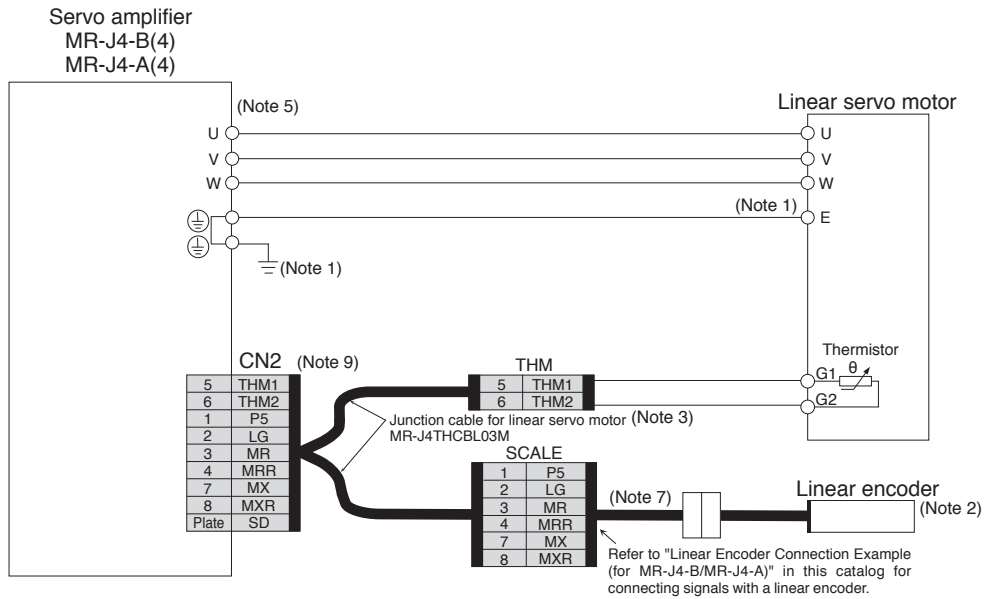 Servo amplifier
MR-J4-B(4)
MR-J4-A(4)
(Note 5)
Linear servo motor
U U
V V
W W
(Note 1) E
(Note 1)
Thermistor
θ
G1
G2
CN2 (Note 9)
5 THM1
6 THM2
1 P5
2 LG
3 MR
4 MRR
7 MX
8 MXR
Plate SD
THM
5 THM1
6 THM2
Junction cable for linear servo motor (Note 3)
MR-J4THCBL03M
SCALE
1 P5
2 LG
3 MR
4 MRR
7 MX
8 MXR
(Note 7)
Linear encoder
(Note 2)
Refer to "Linear Encoder Connection Example
(for MR-J4-B/MR-J4-A)" in this catalog for
connecting signals with a linear encoder.